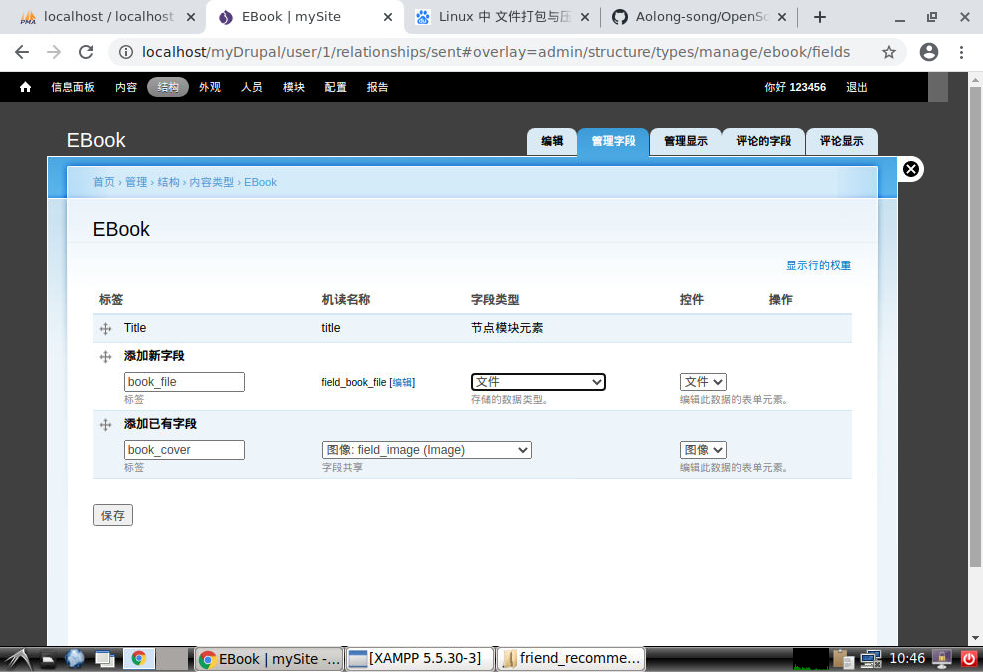 localhost / localhost
EBook | mySite
Linux 中 文件打包与压
Aolong-song/OpenSo
localhost/myDrupal/user/1/relationships/sent#overlay=admin/structure/types/manage/ebook/fields
信息面板 内容 结构 外观 人员 模块 配置 报告 你好 123456 退出
EBook
编辑 管理字段 管理显示 评论的字段 评论显示
首页 › 管理 › 结构 › 内容类型 › EBook
EBook
显示行的权重
标签 机读名称 字段类型 控件 操作
Title title 节点模块元素
添加新字段
book_file field_book_file [编辑] 文件 文件
标签 存储的数据类型。 编辑此数据的表单元素。
添加已有字段
book_cover 图像: field_image (Image) 图像
标签 字段共享 编辑此数据的表单元素。
保存
EBook | mySite -... [XAMPP 5.5.30-3] friend_recomme... 10:46